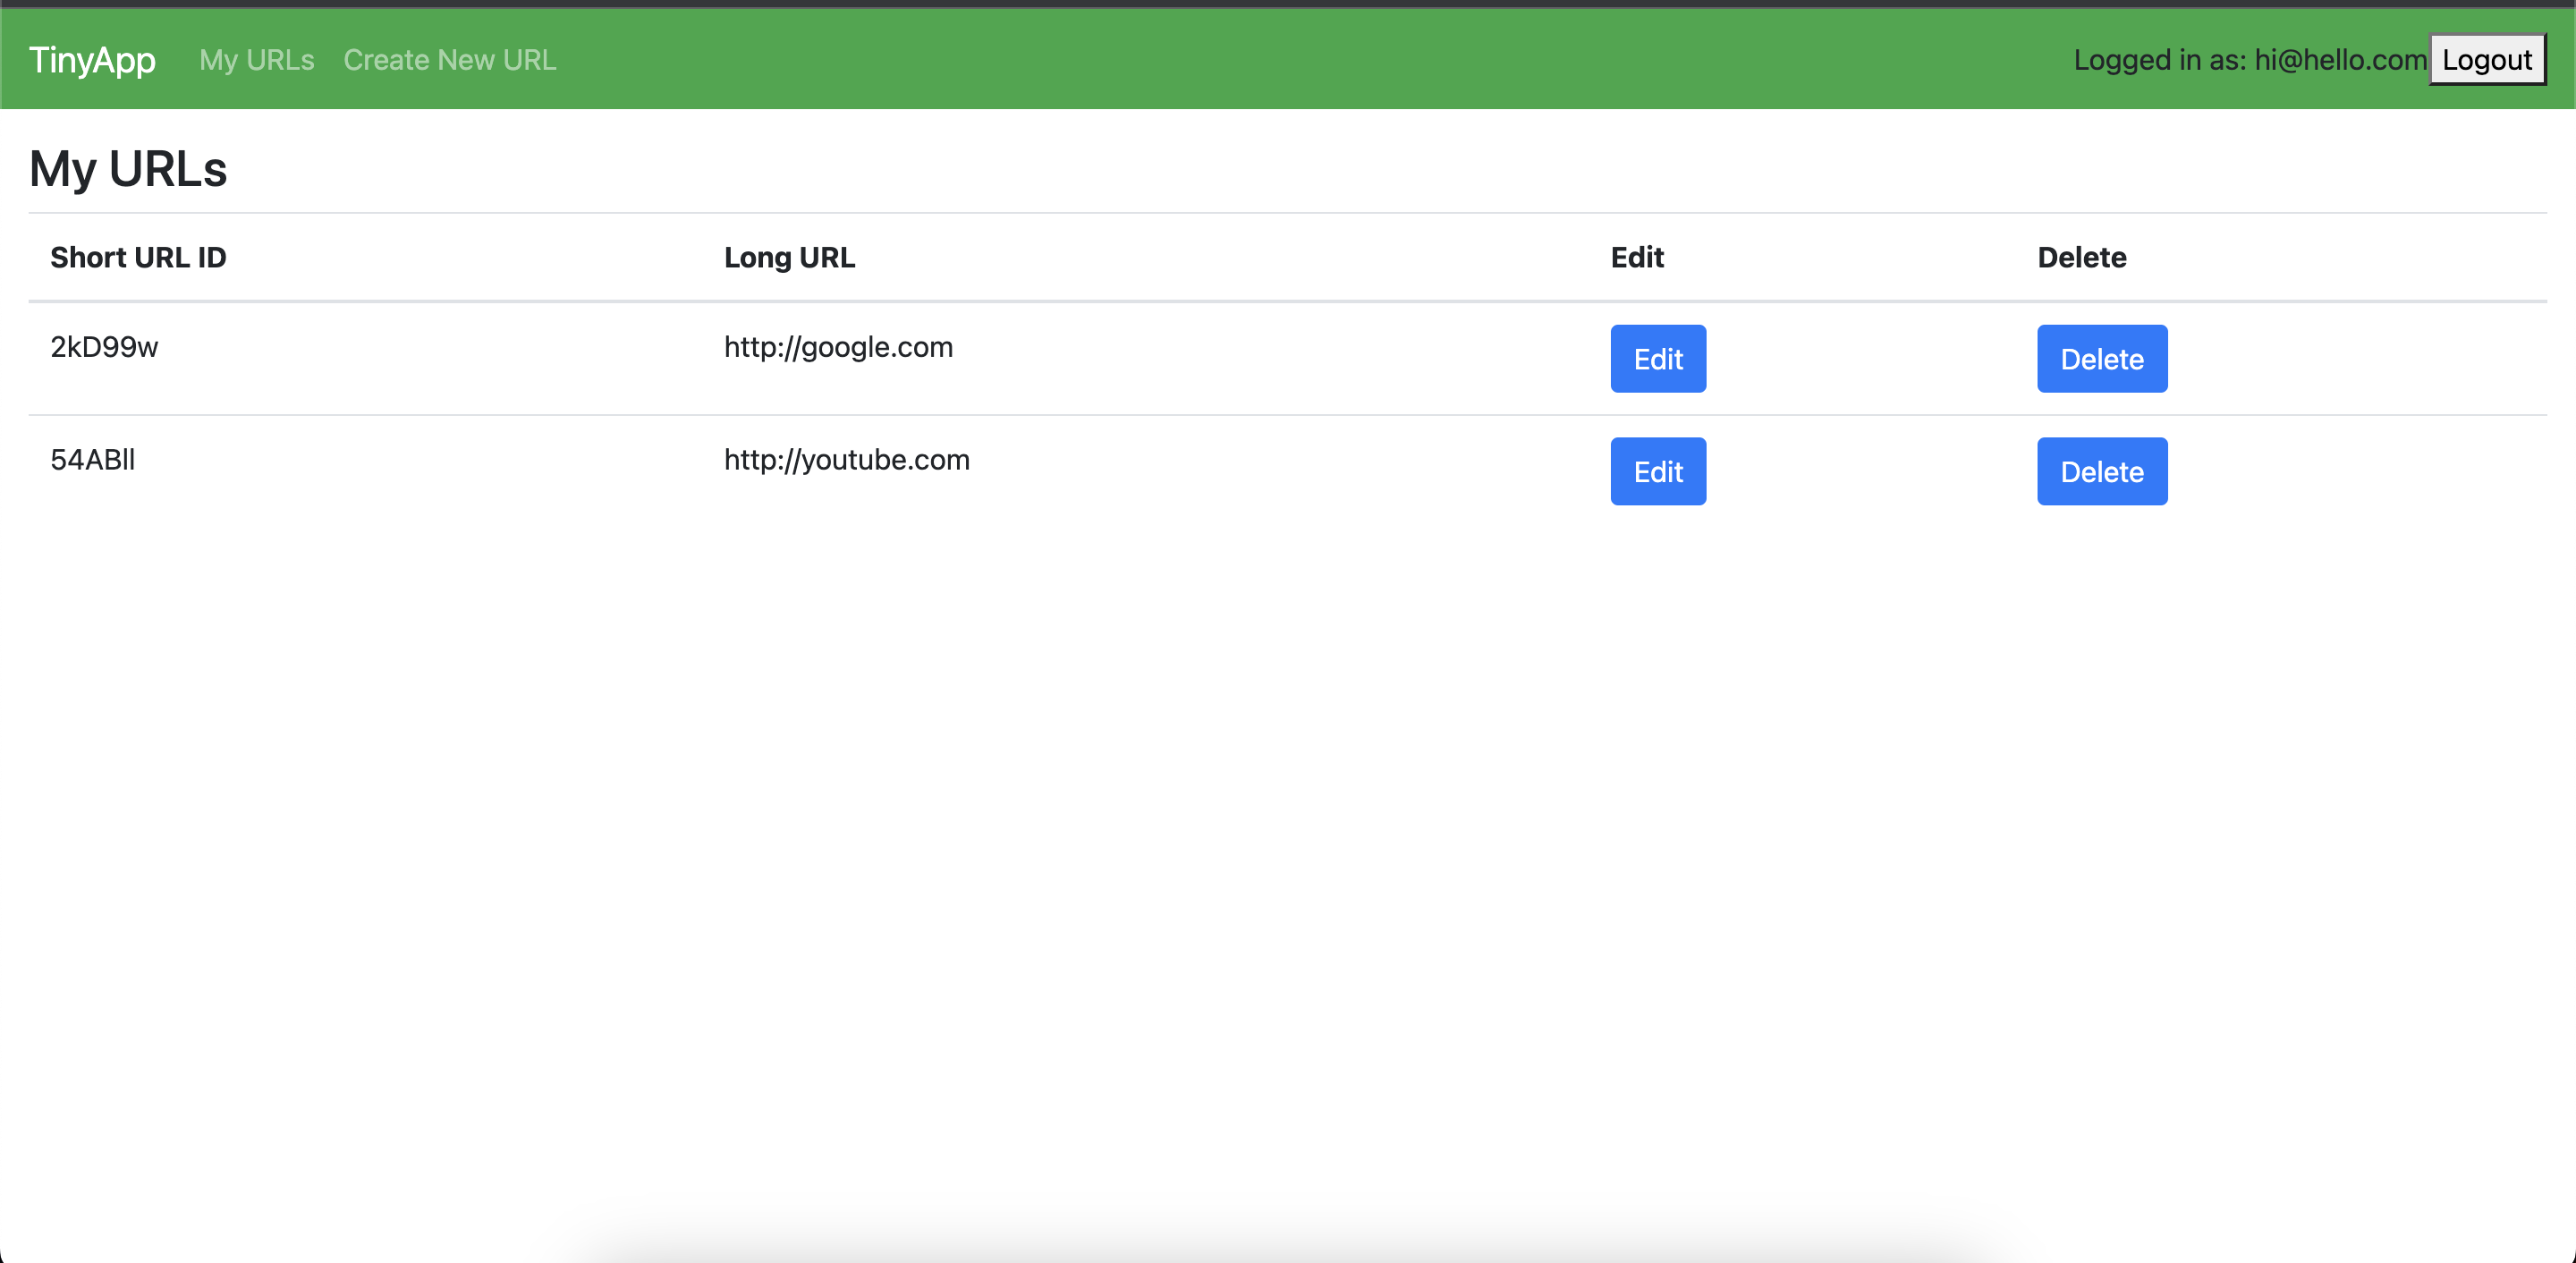 TinyApp My URLs Create New URL Logged in as: hi@hello.com Logout
My URLs
Short URL ID Long URL Edit Delete
2kD99w http://google.com Edit Delete
54ABll http://youtube.com Edit Delete